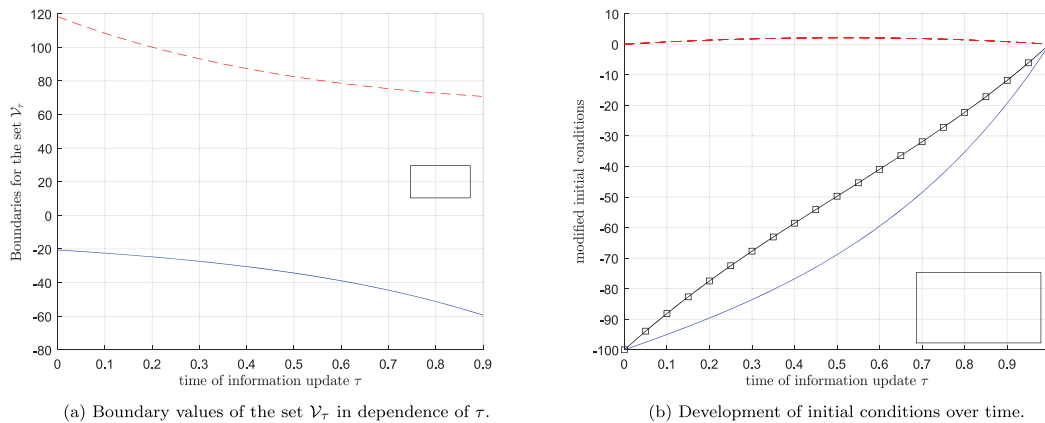 120
100
80
60
40
20
0
-20
-40
-60
-80
Boundaries for the set 𝒱τ
0 0.1 0.2 0.3 0.4 0.5 0.6 0.7 0.8 0.9
time of information update τ
(a) Boundary values of the set 𝒱τ in dependence of τ.
10
0
-10
-20
-30
-40
-50
-60
-70
-80
-90
-100
modified initial conditions
0 0.1 0.2 0.3 0.4 0.5 0.6 0.7 0.8 0.9
time of information update τ
(b) Development of initial conditions over time.